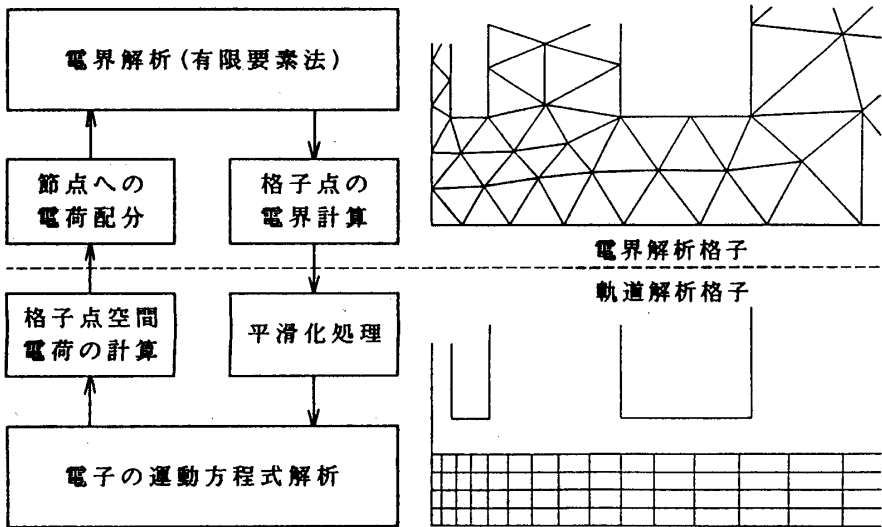 電界解析(有限要素法)
節点への
電荷配分
格子点の
電界計算
電界解析格子
軌道解析格子
格子点空間
電荷の計算
平滑化処理
電子の運動方程式解析